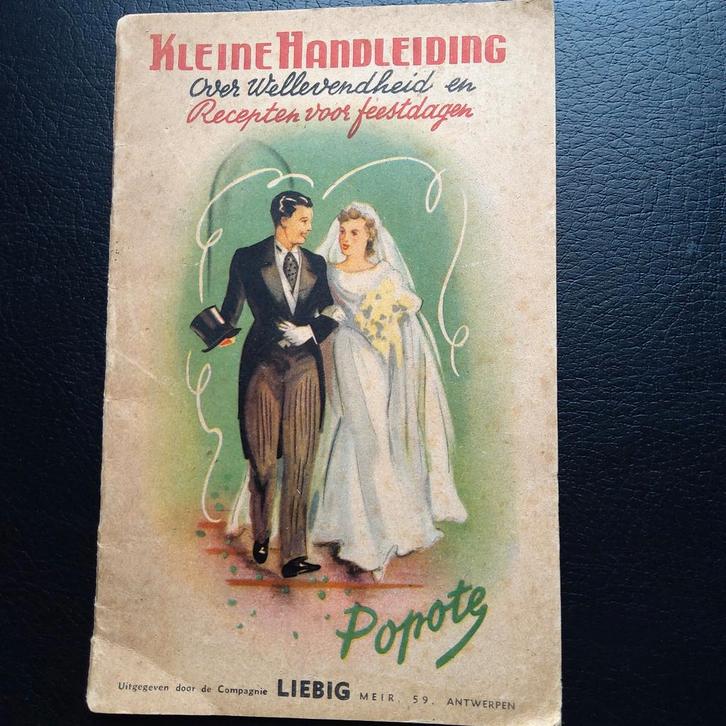 KLEINE HANDLEIDING
Over Wellevendheid en
Recepten voor feestdagen
Popote
Uitgegeven door de Compagnie LIEBIG MEIR, 59. ANTWERPEN